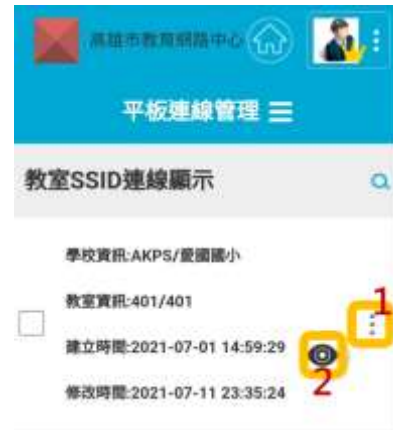 高雄市教育網路中心
平板連線管理
教室SSID連線顯示
學校資訊:AKPS/愛國國小
教室資訊:401/401
1
建立時間:2021-07-01 14:59:29
2
修改時間:2021-07-11 23:35:24